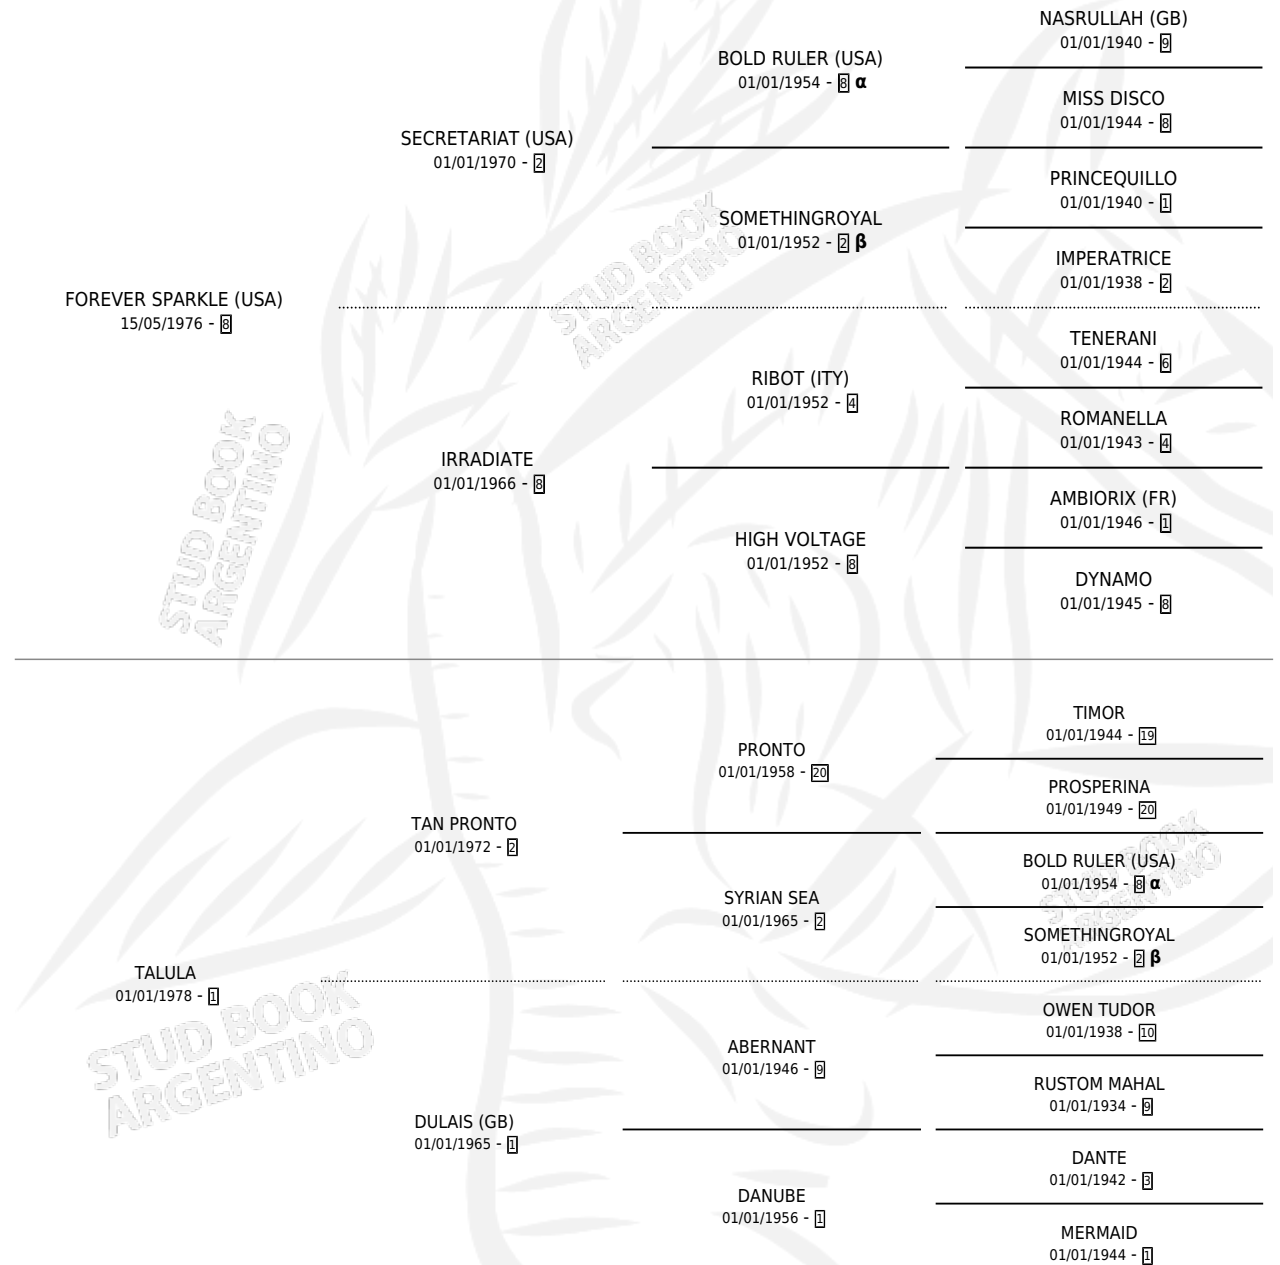 NASRULLAH (GB)
01/01/1940 - 9
BOLD RULER (USA)
01/01/1954 - 8 α
MISS DISCO
01/01/1944 - 8
SECRETARIAT (USA)
01/01/1970 - 2
PRINCEQUILLO
01/01/1940 - 1
SOMETHINGROYAL
01/01/1952 - 2 β
IMPERATRICE
01/01/1938 - 2
FOREVER SPARKLE (USA)
15/05/1976 - 8
TENERANI
01/01/1944 - 6
RIBOT (ITY)
01/01/1952 - 4
ROMANELLA
01/01/1943 - 4
IRRADIATE
01/01/1966 - 8
AMBIORIX (FR)
01/01/1946 - 1
HIGH VOLTAGE
01/01/1952 - 8
DYNAMO
01/01/1945 - 8
STUD BOOK
ARGENTINO
STUD BOOK
ARGENTINO
TIMOR
01/01/1944 - 19
PRONTO
01/01/1958 - 20
PROSPERINA
01/01/1949 - 20
TAN PRONTO
01/01/1972 - 2
BOLD RULER (USA)
01/01/1954 - 8 α
SYRIAN SEA
01/01/1965 - 2
SOMETHINGROYAL
01/01/1952 - 2 β
TALULA
01/01/1978 - 1
OWEN TUDOR
01/01/1938 - 10
ABERNANT
01/01/1946 - 9
RUSTOM MAHAL
01/01/1934 - 9
DULAIS (GB)
01/01/1965 - 1
DANTE
01/01/1942 - 3
DANUBE
01/01/1956 - 1
MERMAID
01/01/1944 - 1
STUD BOOK
ARGENTINO
STUD BOOK
ARGENTINO